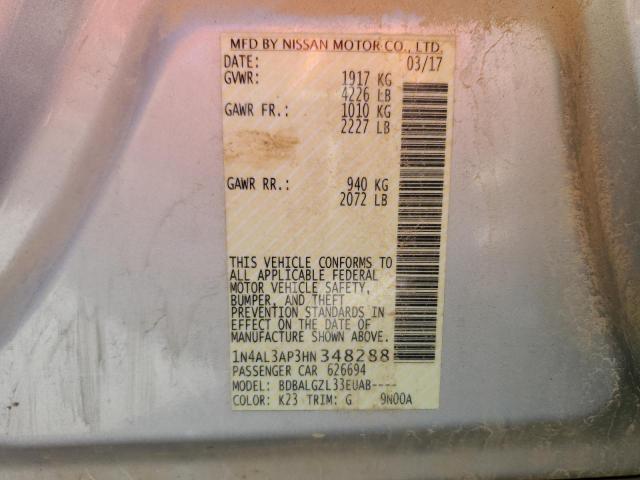 MFD BY NISSAN MOTOR CO., LTD.
DATE: 03/17
GVWR: 1917 KG
4226 LB
GAWR FR.: 1010 KG
2227 LB
GAWR RR.: 940 KG
2072 LB
THIS VEHICLE CONFORMS TO
ALL APPLICABLE FEDERAL
MOTOR VEHICLE SAFETY,
BUMPER, AND THEFT
PREVENTION STANDARDS IN
EFFECT ON THE DATE OF
MANUFACTURE SHOWN ABOVE.
1N4AL3AP3HN348288
PASSENGER CAR 626694
MODEL: BDBALGZL33EUAB----
COLOR: K23 TRIM: G 9N00A